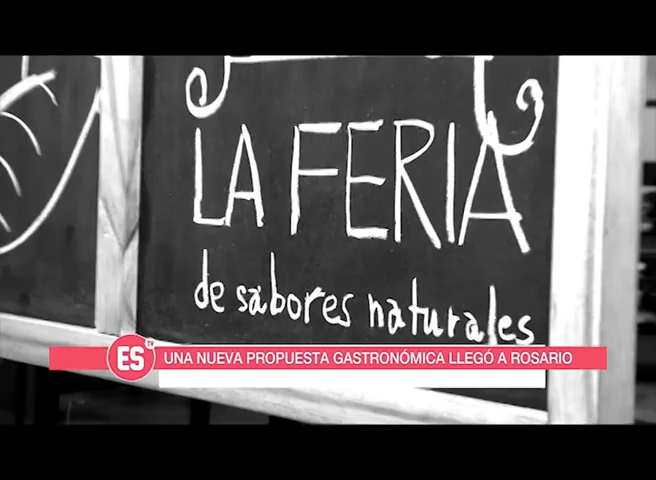 LA FERIA
de sabores naturales
ES TV
UNA NUEVA PROPUESTA GASTRONÓMICA LLEGÓ A ROSARIO